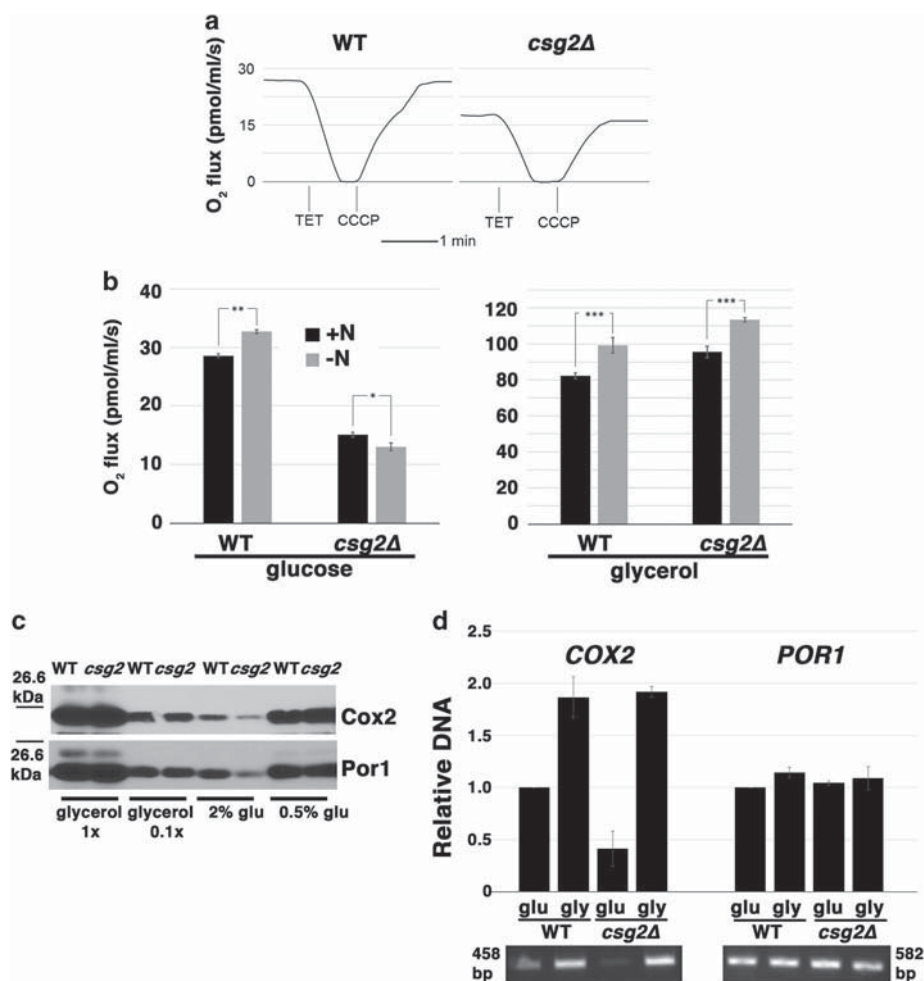 a
WT csg2Δ
O2 flux (pmol/ml/s)
30
15
0
TET CCCP TET CCCP
1 min
b
O2 flux (pmol/ml/s)
40
30
20
10
0
** *
+N
-N
WT csg2Δ
glucose
120
100
80
60
40
20
0
*** ***
WT csg2Δ
glycerol
c
WT csg2 WT csg2 WT csg2 WT csg2
26.6
kDa
Cox2
26.6
kDa
Por1
glycerol
1x
glycerol
0.1x
2% glu
0.5% glu
d
Relative DNA
2.5
2.0
1.5
1.0
0.5
0
COX2 POR1
glu gly glu gly glu gly glu gly
WT csg2Δ WT csg2Δ
458
bp
582
bp